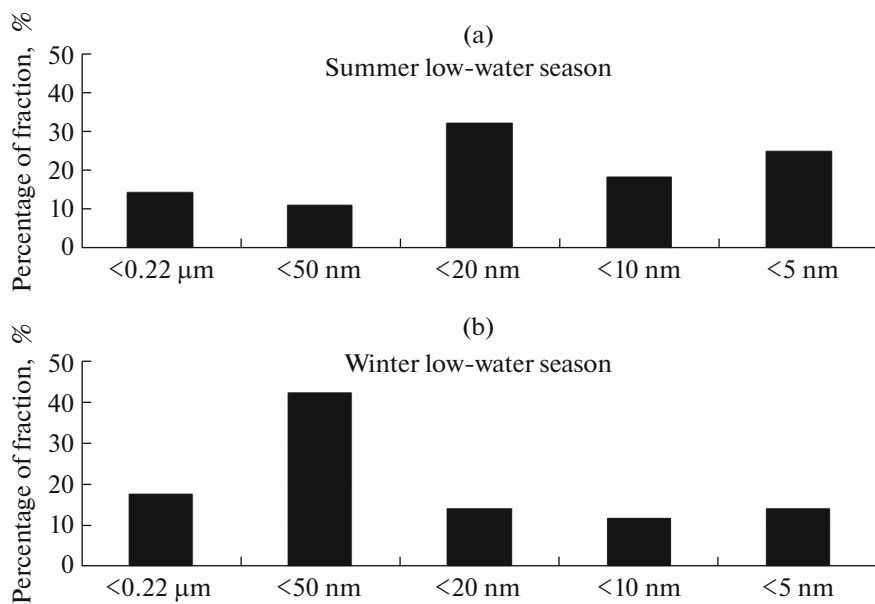 (a)
Summer low-water season
Percentage of fraction, %
50
40
30
20
10
0
<0.22 μm <50 nm <20 nm <10 nm <5 nm
(b)
Winter low-water season
Percentage of fraction, %
50
40
30
20
10
0
<0.22 μm <50 nm <20 nm <10 nm <5 nm